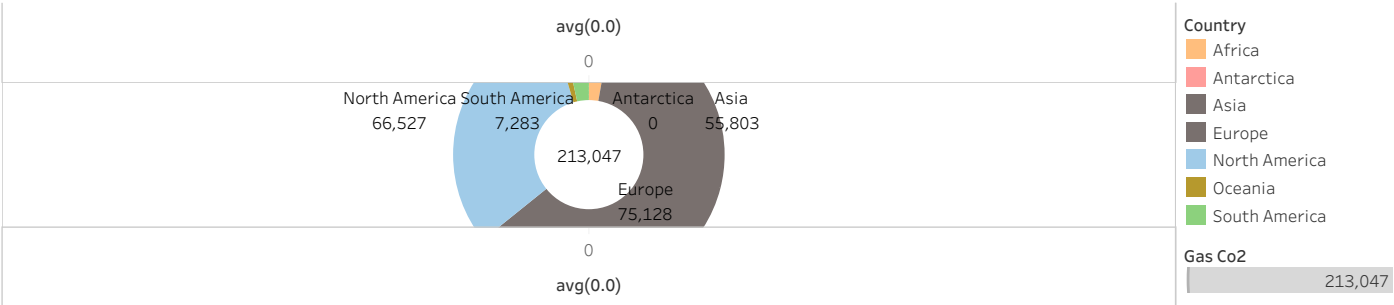 avg(0.0)
0
North America South America Antarctica Asia
66,527 7,283 0 55,803
213,047
Europe
75,128
0
avg(0.0)
Country
Africa
Antarctica
Asia
Europe
North America
Oceania
South America
Gas Co2
213,047